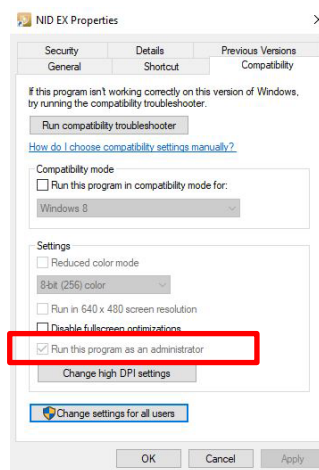 NID EX Properties
Security Details Previous Versions
General Shortcut Compatibility
If this program isn't working correctly on this version of Windows,
try running the compatibility troubleshooter.
Run compatibility troubleshooter
How do I choose compatibility settings manually?
Compatibility mode
Run this program in compatibility mode for:
Windows 8
Settings
Reduced color mode
8-bit (256) color
Run in 640 x 480 screen resolution
Disable fullscreen optimizations
Run this program as an administrator
Change high DPI settings
Change settings for all users
OK Cancel Apply